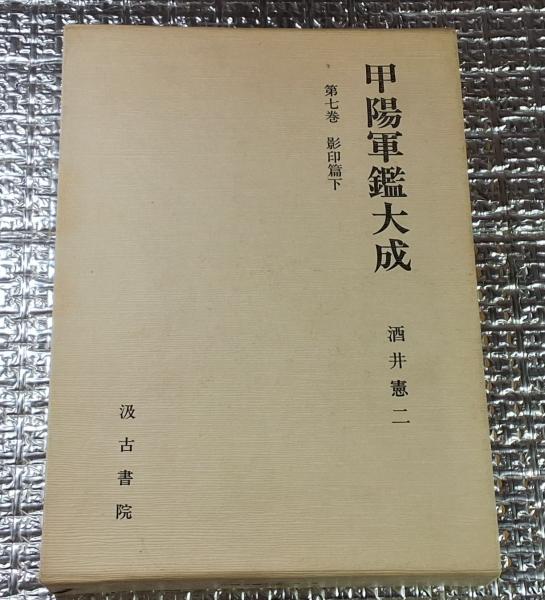 甲陽軍鑑大成
第七巻 影印篇下
酒井憲二
汲古書院